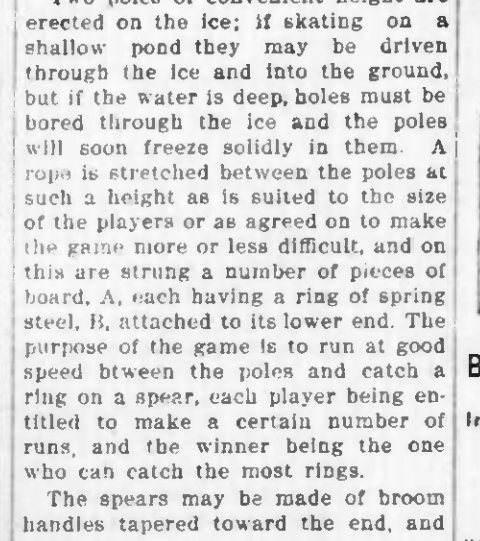 Two poles of convenient height are
erected on the ice; if skating on a
shallow pond they may be driven
through the ice and into the ground,
but if the water is deep, holes must be
bored through the ice and the poles
will soon freeze solidly in them. A
rope is stretched between the poles at
such a height as is suited to the size
of the players or as agreed on to make
the game more or less difficult, and on
this are strung a number of pieces of
board, A, each having a ring of spring
steel, B, attached to its lower end. The
purpose of the game is to run at good
speed btween the poles and catch a
ring on a spear, each player being en-
titled to make a certain number of
runs, and the winner being the one
who can catch the most rings.
The spears may be made of broom
handles tapered toward the end, and
B